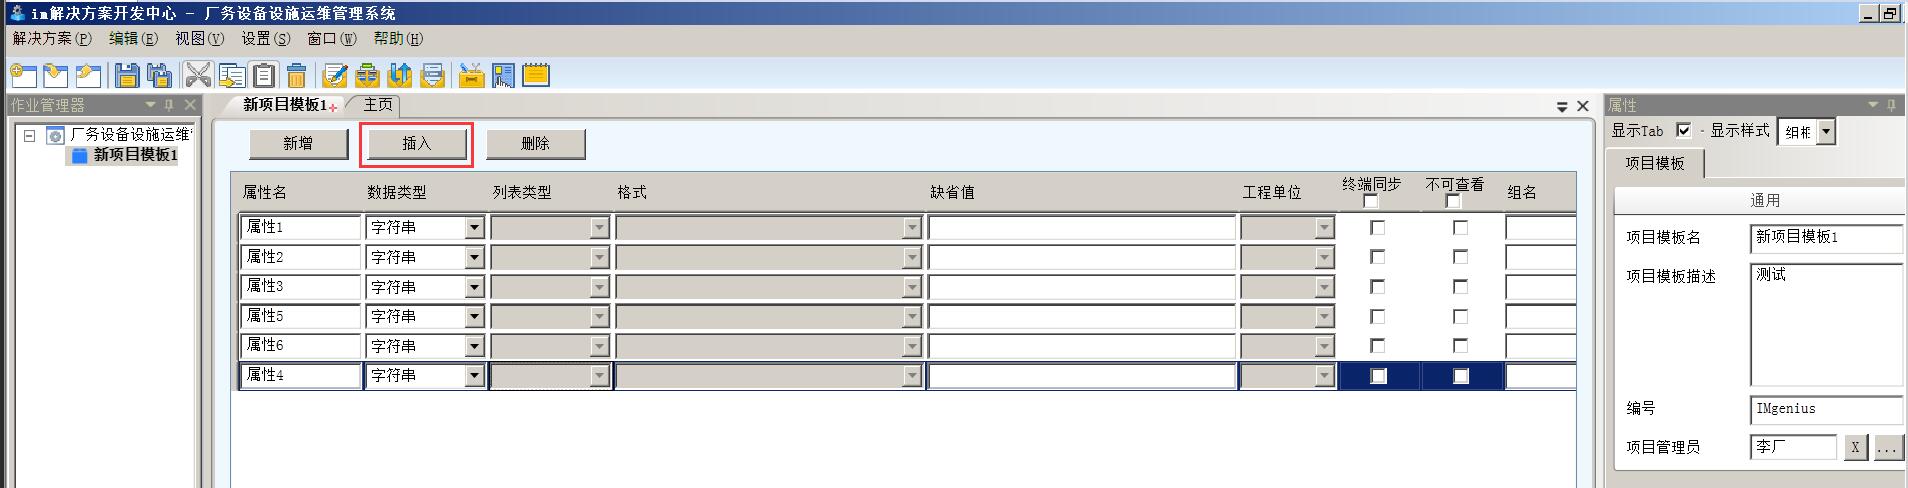 im解决方案开发中心 - 厂务设备设施运维管理系统
解决方案(P) 编辑(E) 视图(V) 设置(S) 窗口(W) 帮助(H)
作业管理器
厂务设备设施运维
新项目模板1
新项目模板1+ 主页
新增 插入 删除
属性名 数据类型 列表类型 格式 缺省值 工程单位 终端同步 不可查看 组名
属性1 字符串
属性2 字符串
属性3 字符串
属性5 字符串
属性6 字符串
属性4 字符串
属性
显示Tab - 显示样式
项目模板
通用
项目模板名 新项目模板1
项目模板描述 测试
编号 IMgenius
项目管理员 李厂 X ...